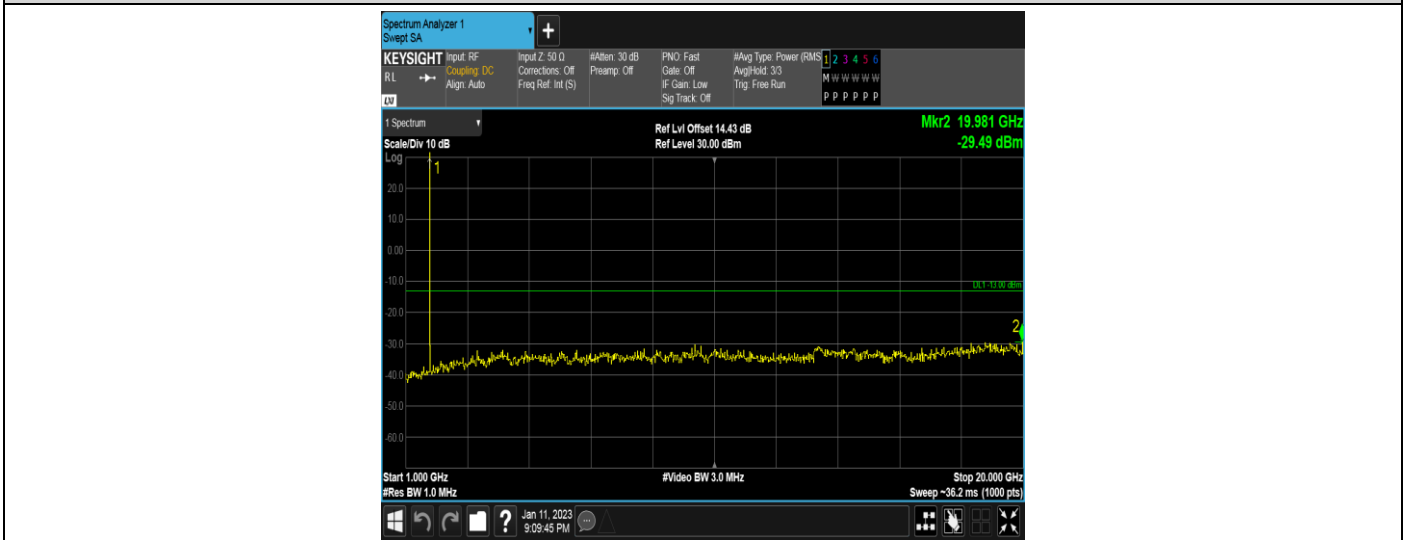 Spectrum Analyzer 1
Swept SA
+
KEYSIGHT
RL
LXI
Input: RF
Coupling: DC
Align: Auto
Input Z: 50 Ω
Corrections: Off
Freq Ref: Int (S)
#Atten: 30 dB
Preamp: Off
PNO: Fast
Gate: Off
IF Gain: Low
Sig Track: Off
#Avg Type: Power (RMS
Avg|Hold: 3/3
Trig: Free Run
1 2 3 4 5 6
M W W W W W
P P P P P P
1 Spectrum
Scale/Div 10 dB
Ref Lvl Offset 14.43 dB
Ref Level 30.00 dBm
Mkr2 19.981 GHz
-29.49 dBm
Log
1
20.0
10.0
0.00
-10.0
DL1 -13.00 dBm
-20.0
2
-30.0
-40.0
-50.0
-60.0
Start 1.000 GHz
#Video BW 3.0 MHz
Stop 20.000 GHz
#Res BW 1.0 MHz
Sweep ~36.2 ms (1000 pts)
?
Jan 11, 2023
9:09:45 PM